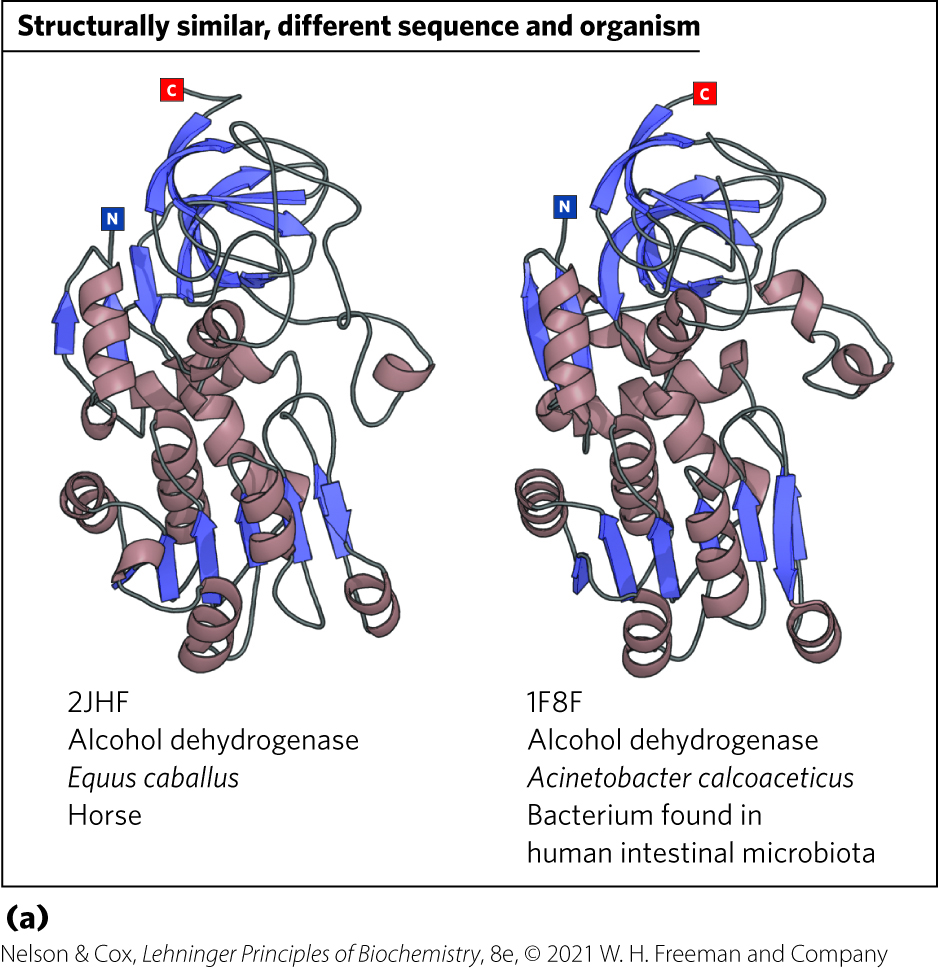 Structurally similar, different sequence and organism
C
C
N
N
2JHF
Alcohol dehydrogenase
Equus caballus
Horse
1F8F
Alcohol dehydrogenase
Acinetobacter calcoaceticus
Bacterium found in
human intestinal microbiota
(a)
Nelson & Cox, Lehninger Principles of Biochemistry, 8e, © 2021 W. H. Freeman and Company